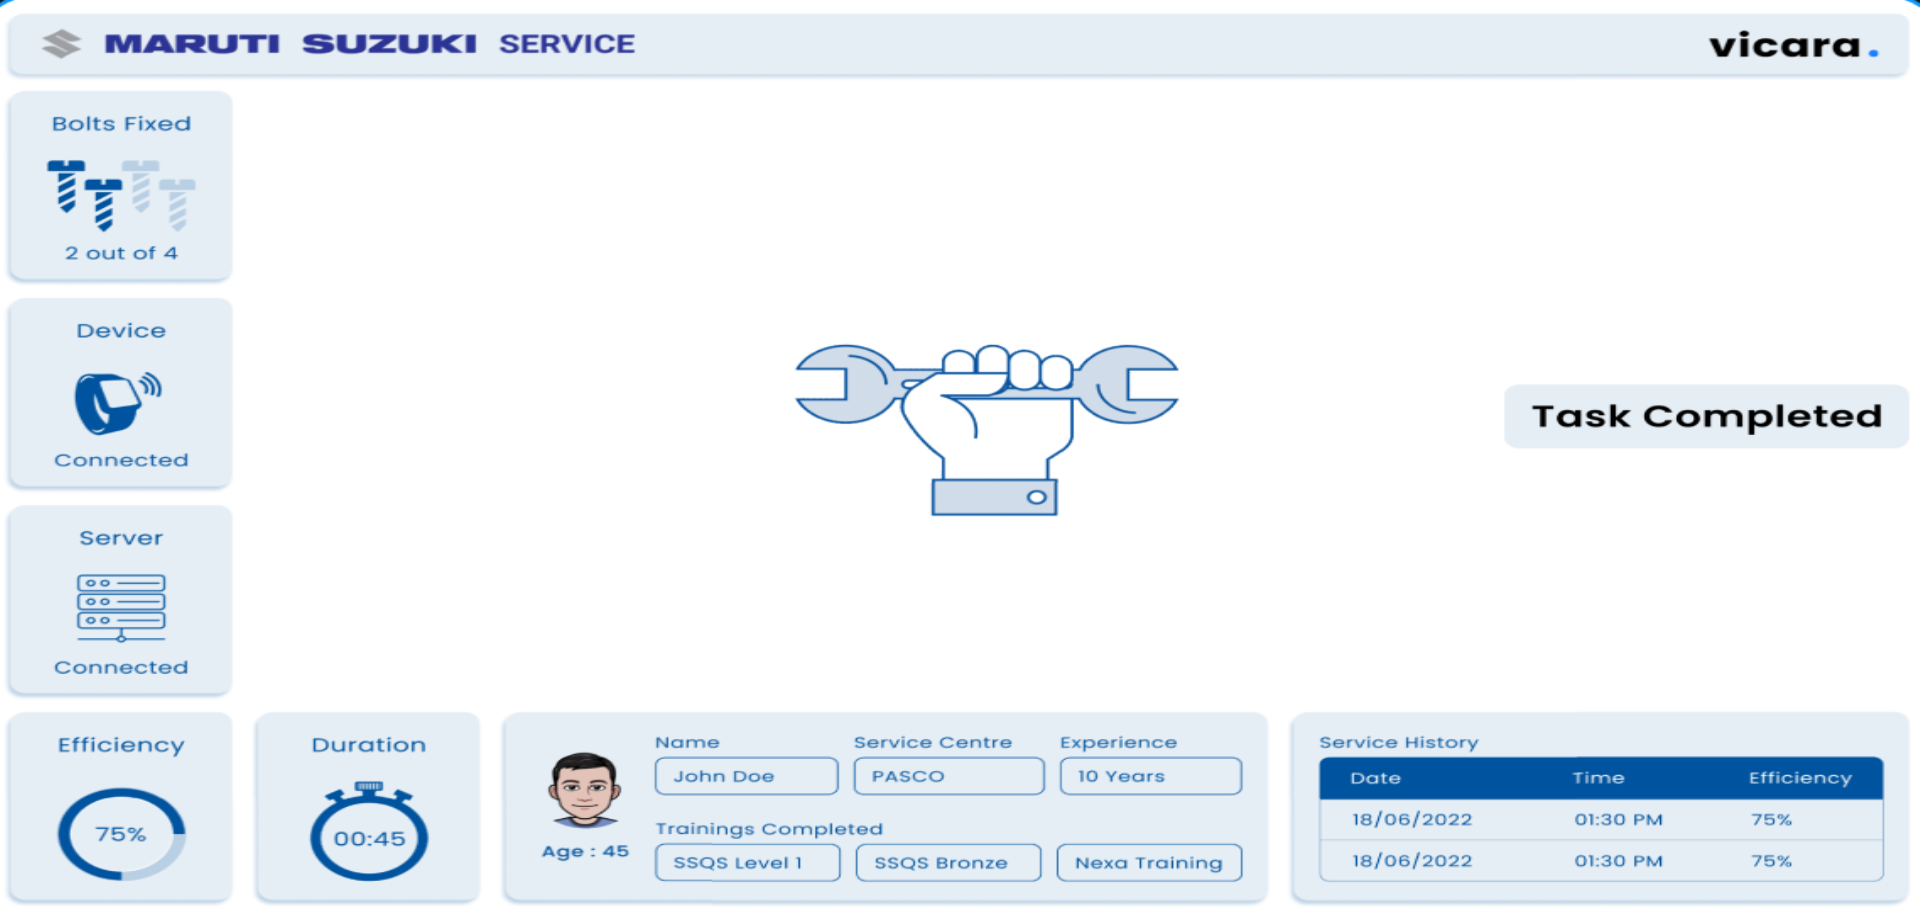 MARUTI SUZUKI SERVICE
vicara.
Bolts Fixed
2 out of 4
Device
Connected
Task Completed
Server
Connected
Efficiency
75%
Duration
00:45
Age : 45
Name
John Doe
Service Centre
PASCO
Experience
10 Years
Trainings Completed
SSQS Level 1
SSQS Bronze
Nexa Training
Service History
Date Time Efficiency
18/06/2022 01:30 PM 75%
18/06/2022 01:30 PM 75%